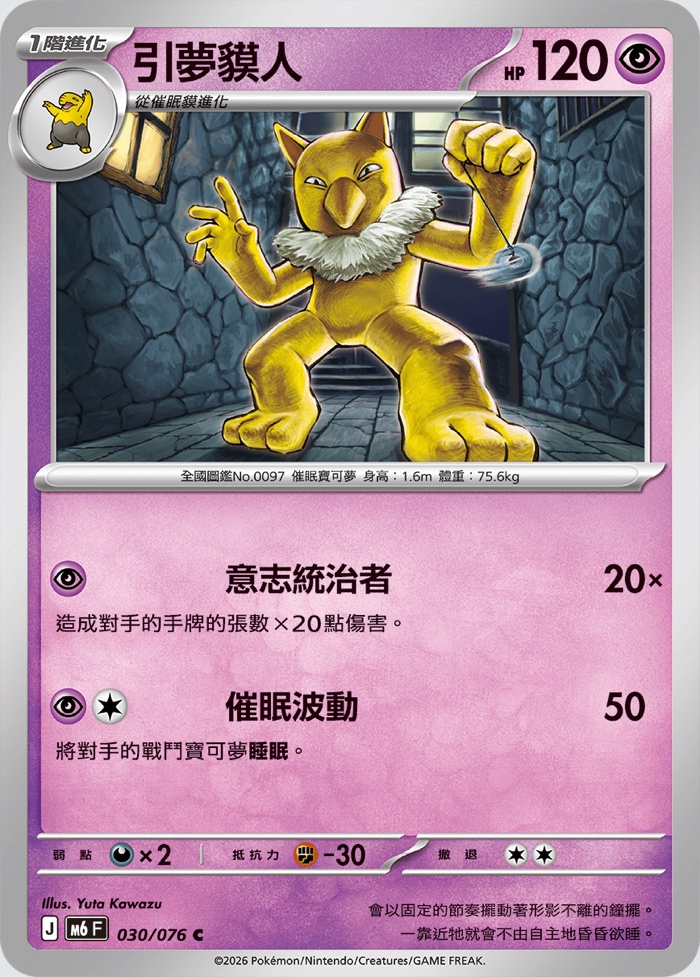 1階進化
引夢貘人
HP 120
從催眠貘進化
全國圖鑑No.0097 催眠寶可夢 身高：1.6m 體重：75.6kg
意志統治者 20×
造成對手的手牌的張數×20點傷害。
催眠波動 50
將對手的戰鬥寶可夢睡眠。
弱點 ×2 抵抗力 -30 撤退
Illus. Yuta Kawazu
會以固定的節奏擺動著形影不離的鐘擺。
一靠近牠就會不由自主地昏昏欲睡。
J M6 F 030/076 C
©2026 Pokémon/Nintendo/Creatures/GAME FREAK.